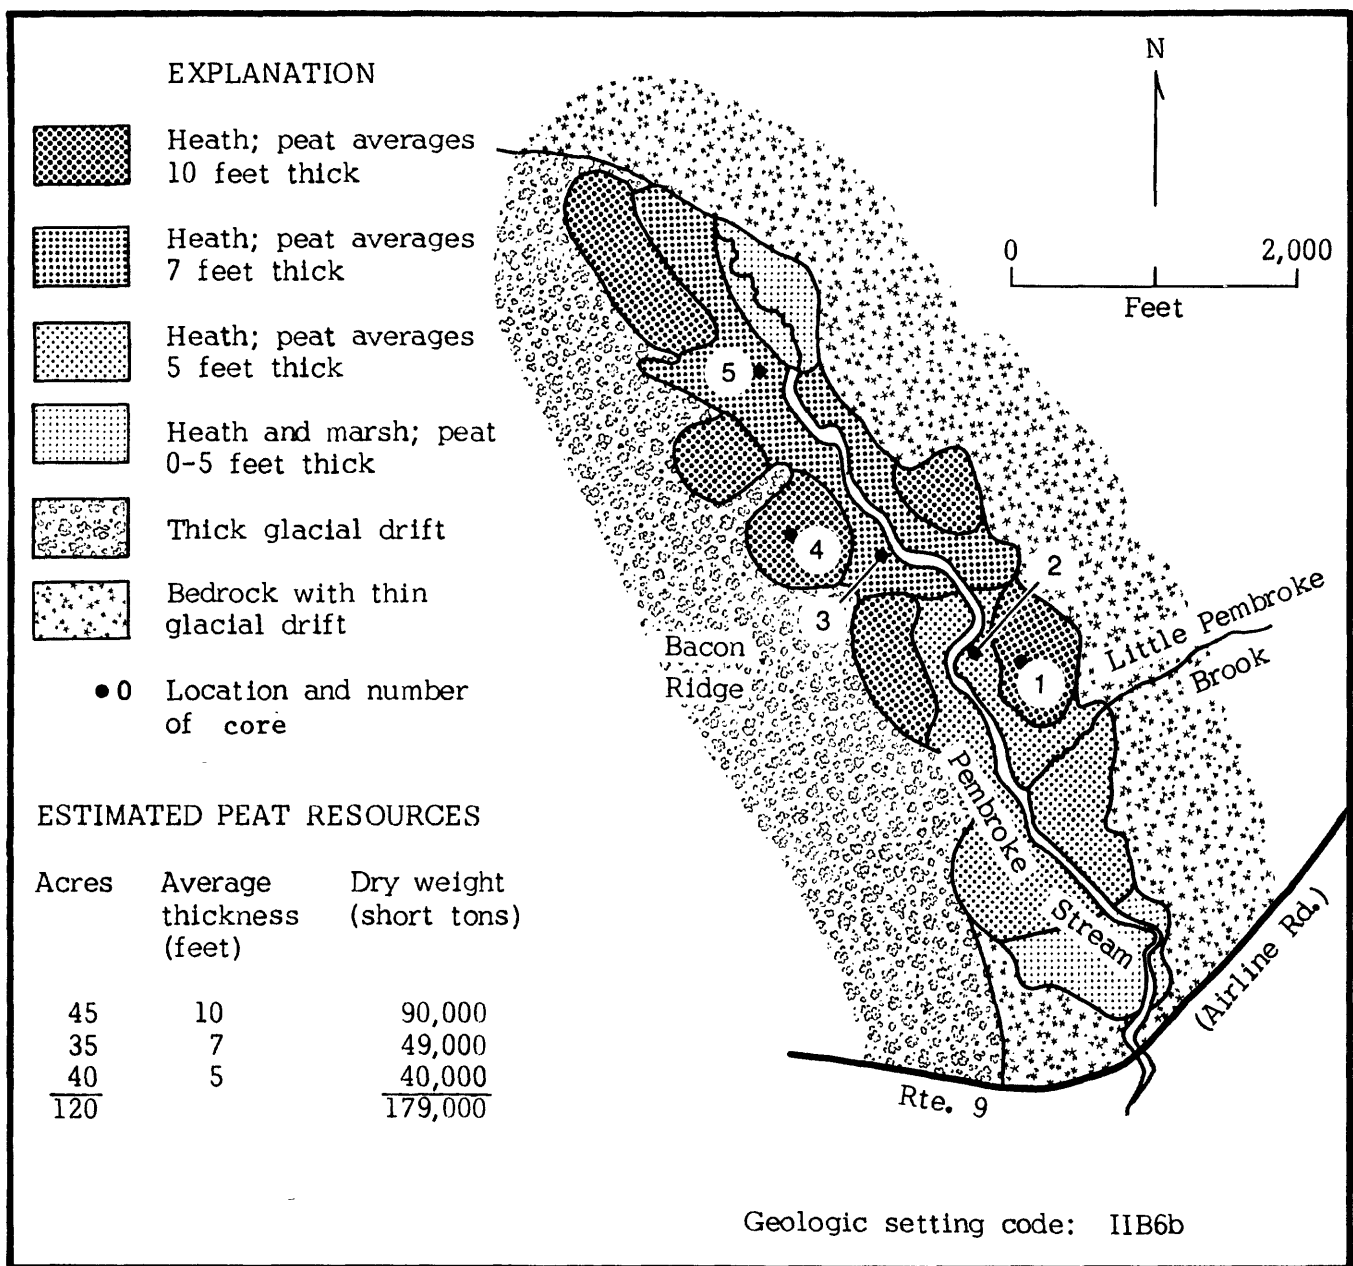 EXPLANATION
Heath; peat averages
10 feet thick
Heath; peat averages
7 feet thick
Heath; peat averages
5 feet thick
Heath and marsh; peat
0-5 feet thick
Thick glacial drift
Bedrock with thin
glacial drift
0 Location and number
of core
ESTIMATED PEAT RESOURCES
Acres Average Dry weight
thickness (short tons)
(feet)
45 10 90,000
35 7 49,000
40 5 40,000
120 179,000
N
0 2,000
Feet
5
4
3
2
1
Bacon
Ridge
Little Pembroke
Brook
Pembroke
Stream
(Airline Rd.)
Rte. 9
Geologic setting code: IIB6b